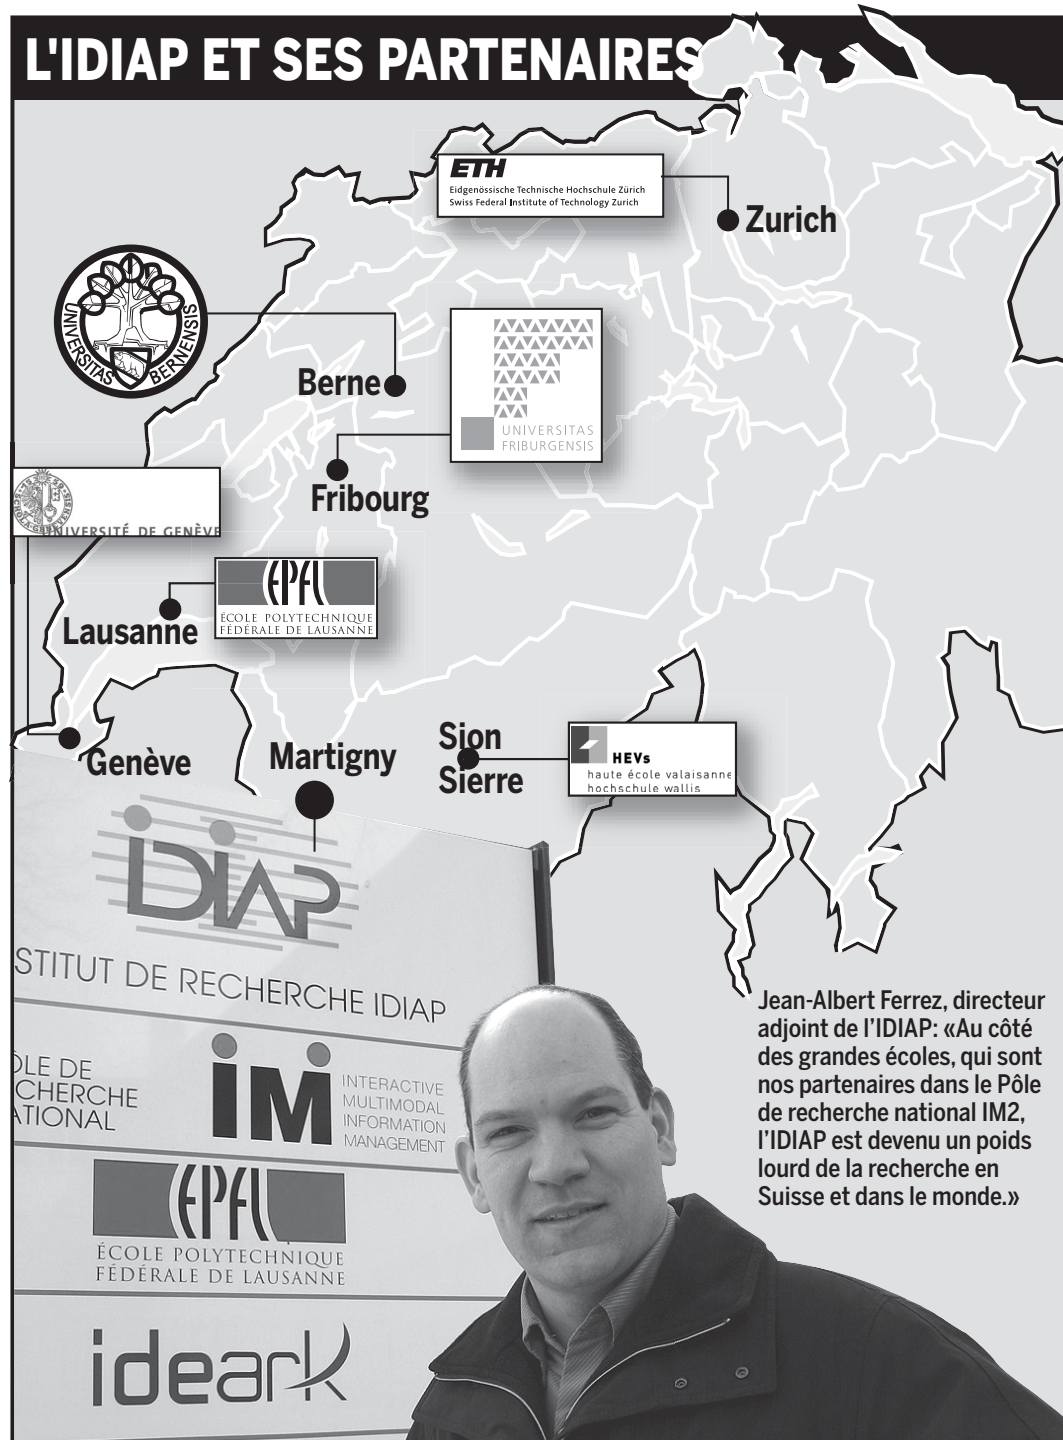 L'IDIAP ET SES PARTENAIRES
ETH
Eidgenössische Technische Hochschule Zürich
Swiss Federal Institute of Technology Zurich
Zurich
UNIVERSITAS BERNENSIS
Berne
UNIVERSITAS
FRIBURGENSIS
Fribourg
UNIVERSITÉ DE GENÈVE
EPFL
ÉCOLE POLYTECHNIQUE
FÉDÉRALE DE LAUSANNE
Lausanne
Genève
Martigny
Sion
Sierre
HEVs
haute école valaisanne
hochschule wallis
IDIAP
STITUT DE RECHERCHE IDIAP
ÔLE DE
CHERCHE
ATIONAL
iM
INTERACTIVE
MULTIMODAL
INFORMATION
MANAGEMENT
EPFL
ÉCOLE POLYTECHNIQUE
FÉDÉRALE DE LAUSANNE
ideark
Jean-Albert Ferrez, directeur
adjoint de l'IDIAP: «Au côté
des grandes écoles, qui sont
nos partenaires dans le Pôle
de recherche national IM2,
l'IDIAP est devenu un poids
lourd de la recherche en
Suisse et dans le monde.»